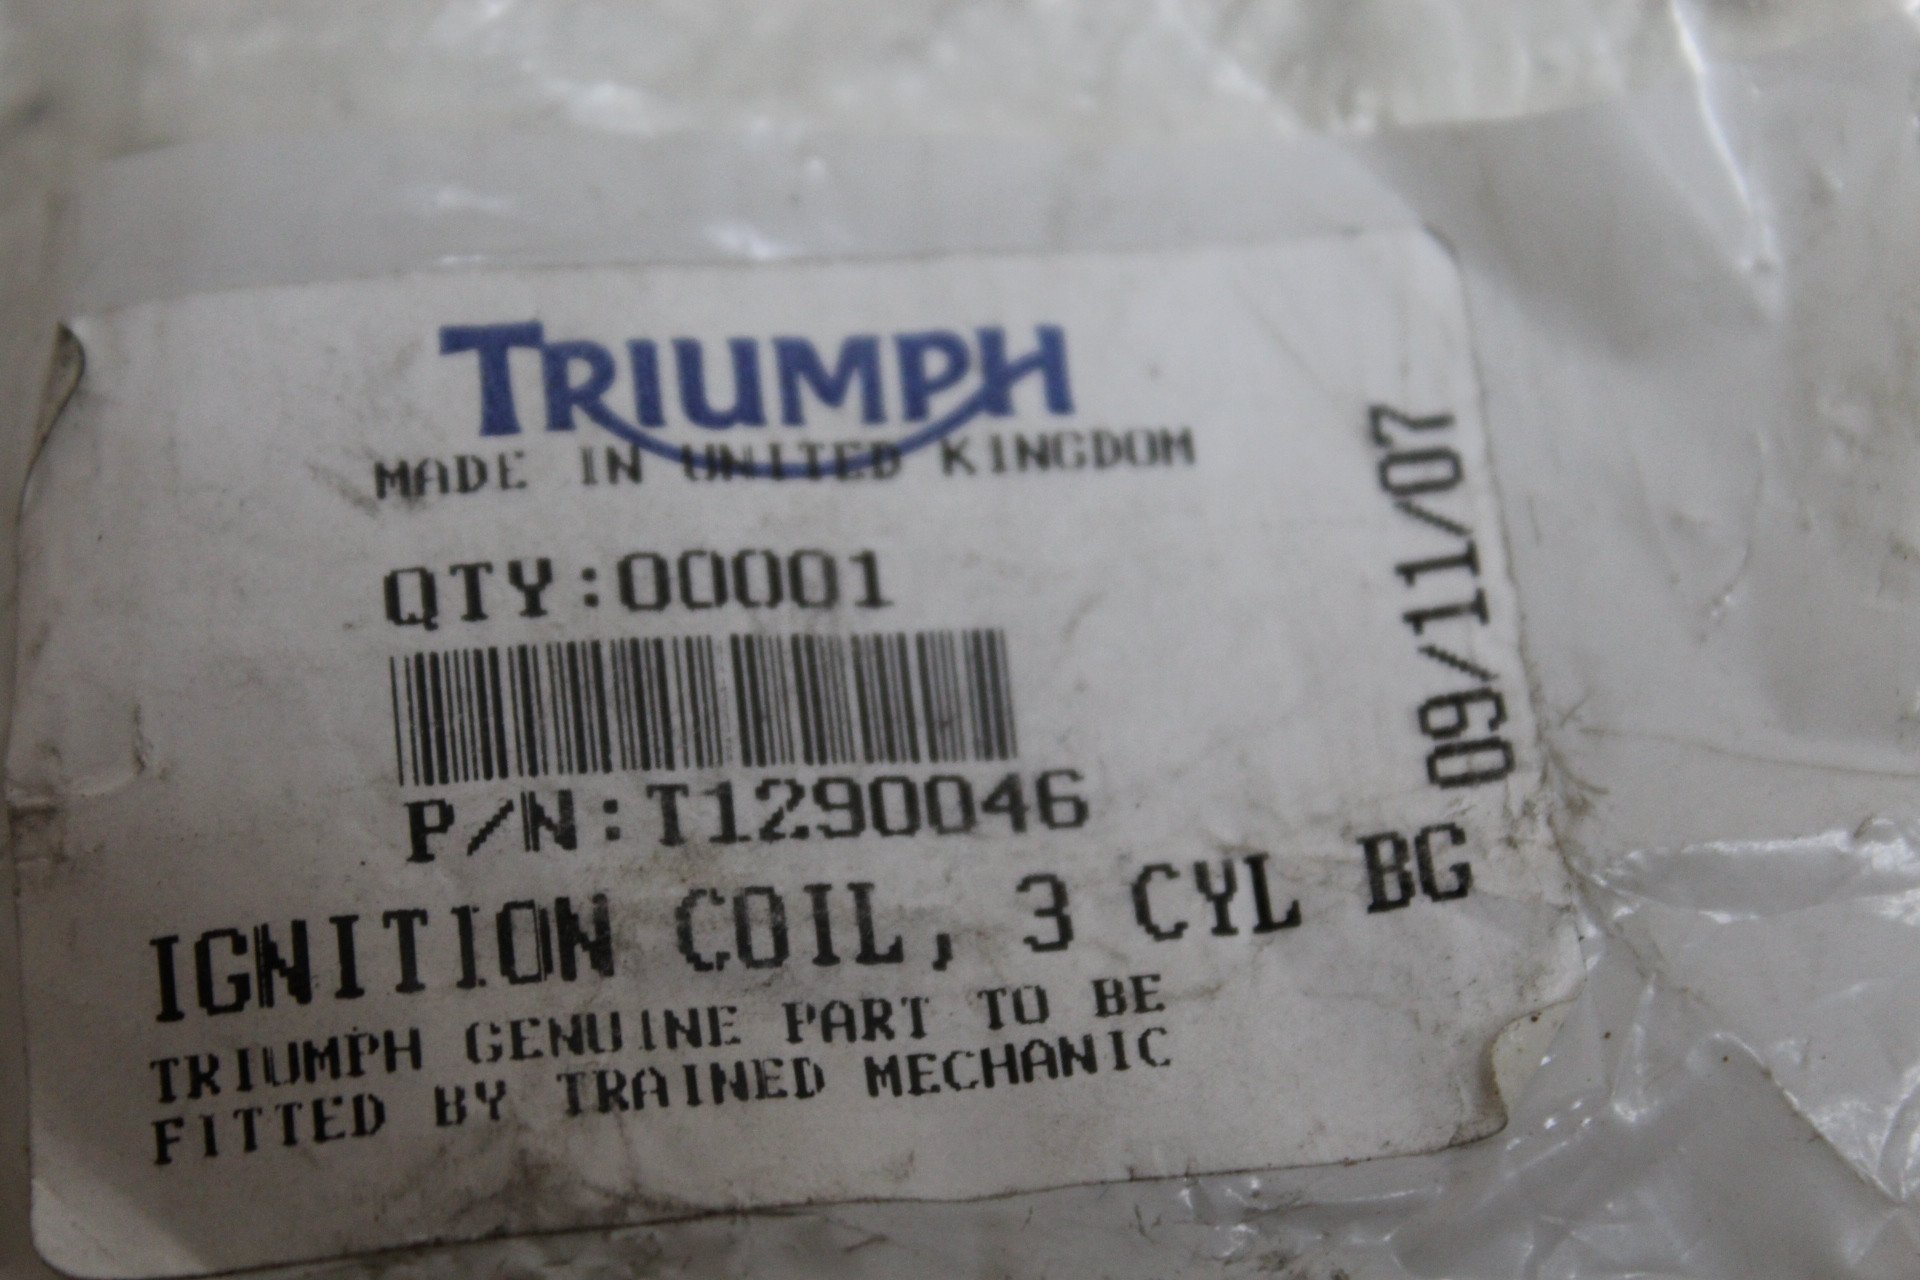 TRIUMPH
MADE IN UNITED KINGDOM
QTY:00001
P/N:T1290046
IGNITION COIL, 3 CYL BG
TRIUMPH GENUINE PART TO BE
FITTED BY TRAINED MECHANIC
09/11/07